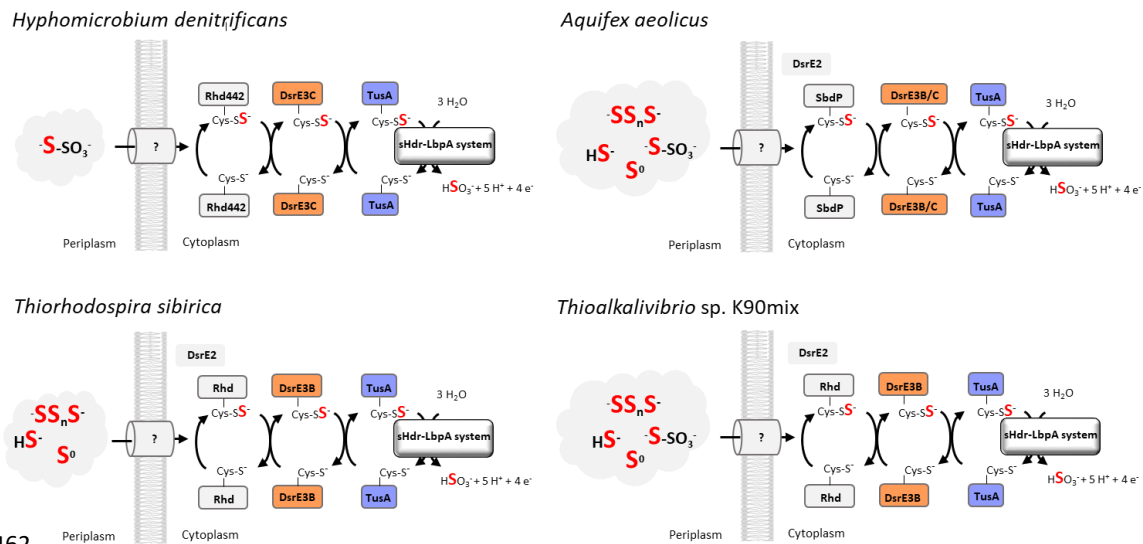 Hyphomicrobium denitrificans
Aquifex aeolicus
Rhd442 DsrE3C TusA
3 H₂O
Cys-SS⁻ Cys-SS⁻ Cys-SS⁻
⁻S-SO₃⁻
?
sHdr-LbpA system
Cys-S⁻ Cys-S⁻ Cys-S⁻
HSO₃⁻ + 5 H⁺ + 4 e⁻
Rhd442 DsrE3C TusA
Periplasm Cytoplasm
DsrE2
SbdP DsrE3B/C TusA
3 H₂O
⁻SSₙS⁻
Cys-SS⁻ Cys-SS⁻ Cys-SS⁻
HS⁻ ⁻S-SO₃⁻
S⁰
?
sHdr-LbpA system
Cys-S⁻ Cys-S⁻ Cys-S⁻
HSO₃⁻ + 5 H⁺ + 4 e⁻
SbdP DsrE3B/C TusA
Periplasm Cytoplasm
Thiorhodospira sibirica
Thioalkalivibrio sp. K90mix
DsrE2
Rhd DsrE3B TusA
3 H₂O
⁻SSₙS⁻
Cys-SS⁻ Cys-SS⁻ Cys-SS⁻
HS⁻
S⁰
?
sHdr-LbpA system
Cys-S⁻ Cys-S⁻ Cys-S⁻
HSO₃⁻ + 5 H⁺ + 4 e⁻
Rhd DsrE3B TusA
Periplasm Cytoplasm
DsrE2
Rhd DsrE3B TusA
3 H₂O
⁻SSₙS⁻
Cys-SS⁻ Cys-SS⁻ Cys-SS⁻
HS⁻ ⁻S-SO₃⁻
S⁰
?
sHdr-LbpA system
Cys-S⁻ Cys-S⁻ Cys-S⁻
HSO₃⁻ + 5 H⁺ + 4 e⁻
Rhd DsrE3B TusA
Periplasm Cytoplasm